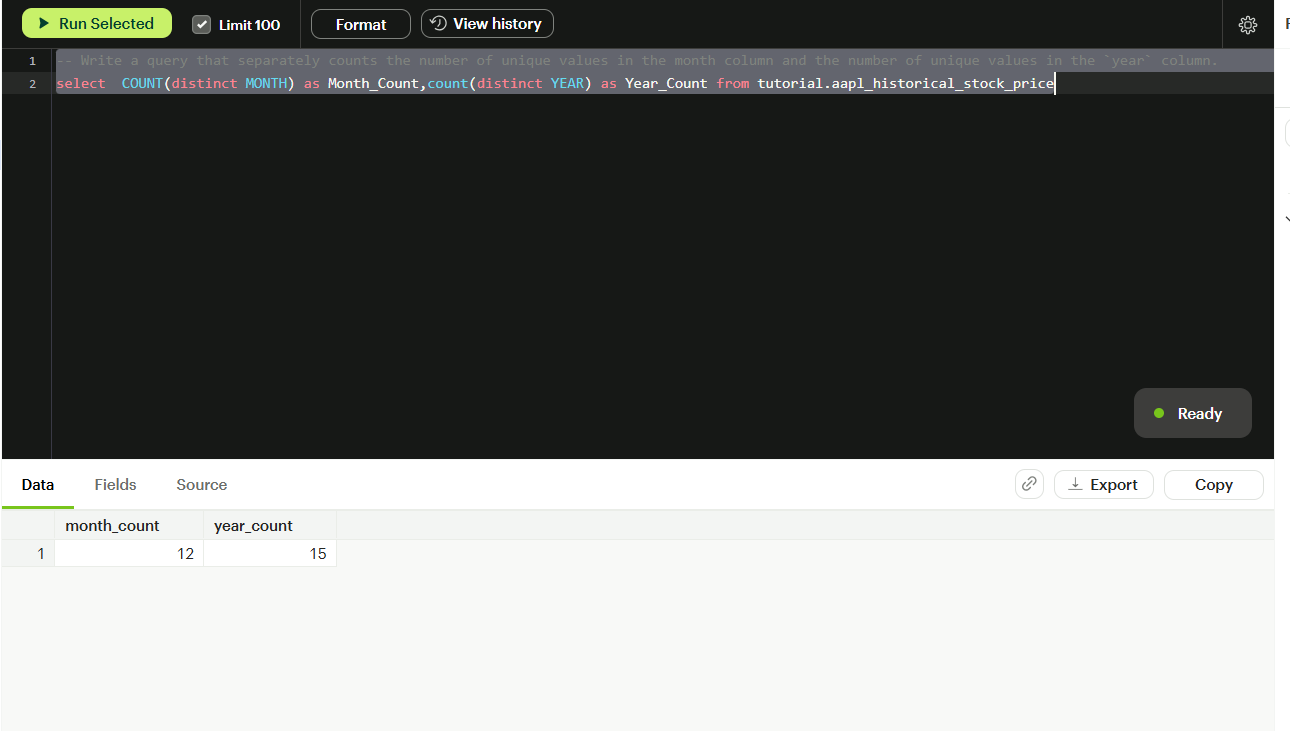 Run Selected Limit 100 Format View history
1 -- Write a query that separately counts the number of unique values in the month column and the number of unique values in the `year` column.
2 select  COUNT(distinct MONTH) as Month_Count,count(distinct YEAR) as Year_Count from tutorial.aapl_historical_stock_price
Ready
Data Fields Source Export Copy
month_count year_count
1 12 15